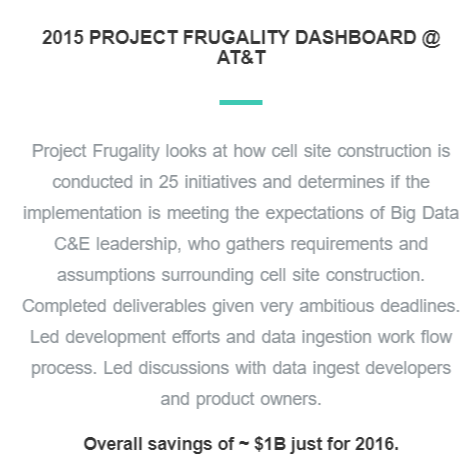 2015 PROJECT FRUGALITY DASHBOARD @
AT&T
Project Frugality looks at how cell site construction is
conducted in 25 initiatives and determines if the
implementation is meeting the expectations of Big Data
C&E leadership, who gathers requirements and
assumptions surrounding cell site construction.
Completed deliverables given very ambitious deadlines.
Led development efforts and data ingestion work flow
process. Led discussions with data ingest developers
and product owners.
Overall savings of ~ $1B just for 2016.